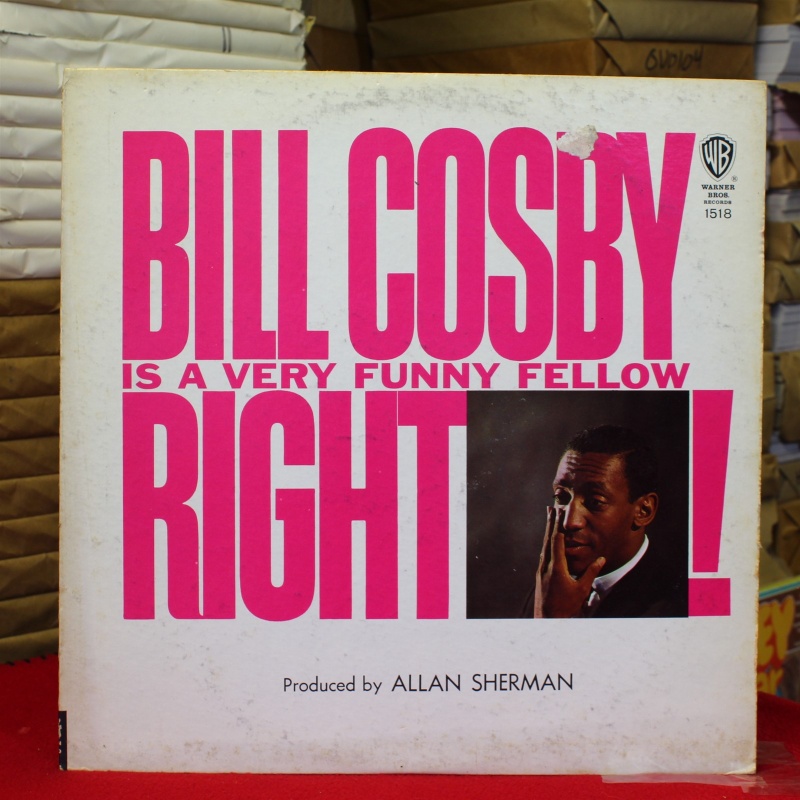 BILL COSBY
WB
®
WARNER
BROS.
RECORDS
1518
IS A VERY FUNNY FELLOW
RIGHT!
Produced by ALLAN SHERMAN